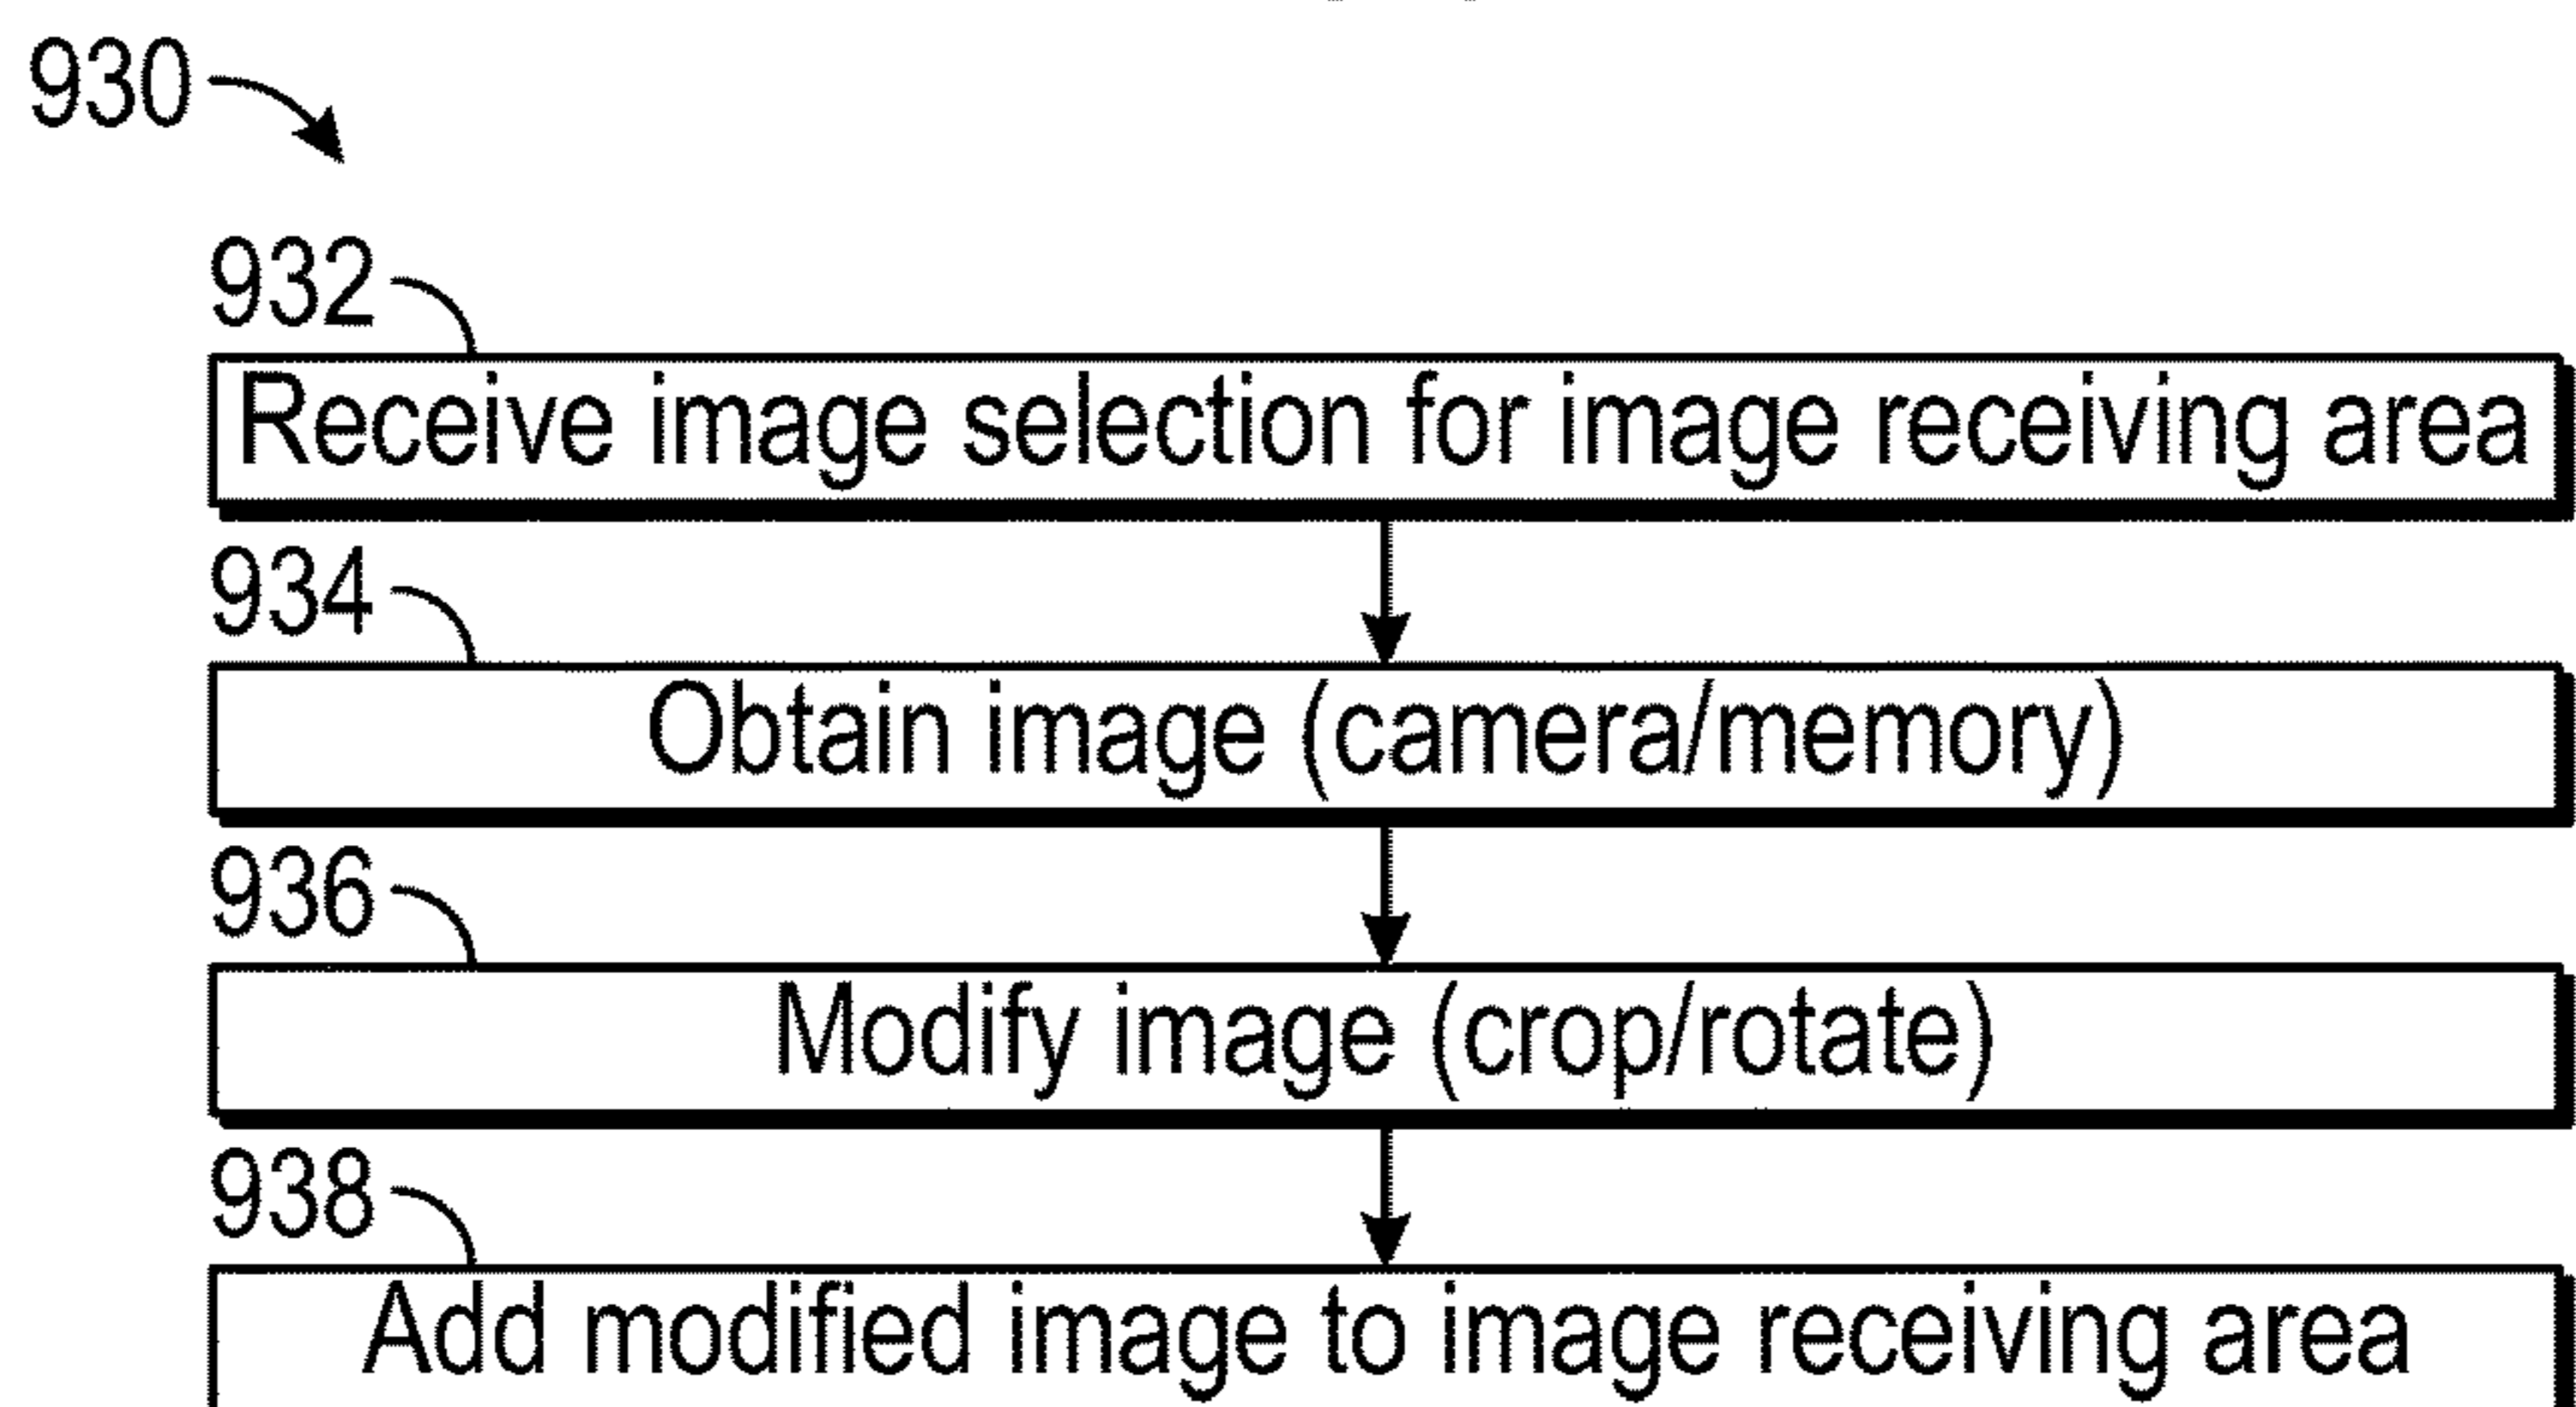 930
932
Receive image selection for image receiving area
934
Obtain image (camera/memory)
936
Modify image (crop/rotate)
938
Add modified image to image receiving area